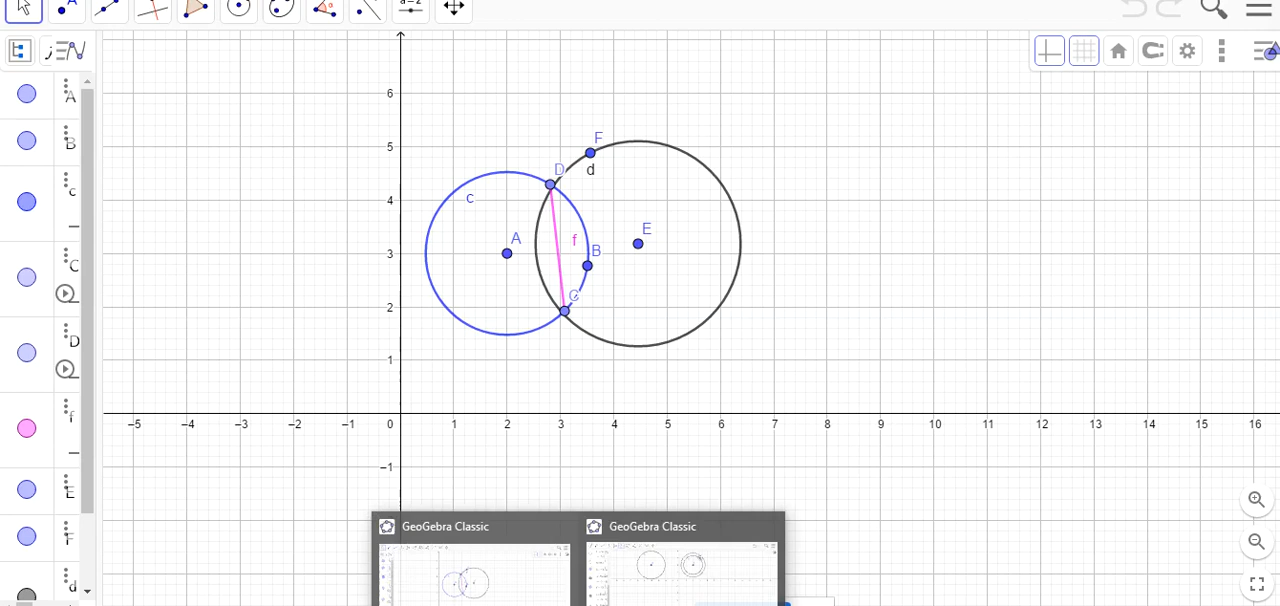 A
B
c
C
D
f
E
F
d
6
5
4
3
2
1
−1
−5 −4 −3 −2 −1 0 1 2 3 4 5 6 7 8 9 10 11 12 13 14 15 16
F
D
d
c
E
A
f
B
GeoGebra Classic
GeoGebra Classic